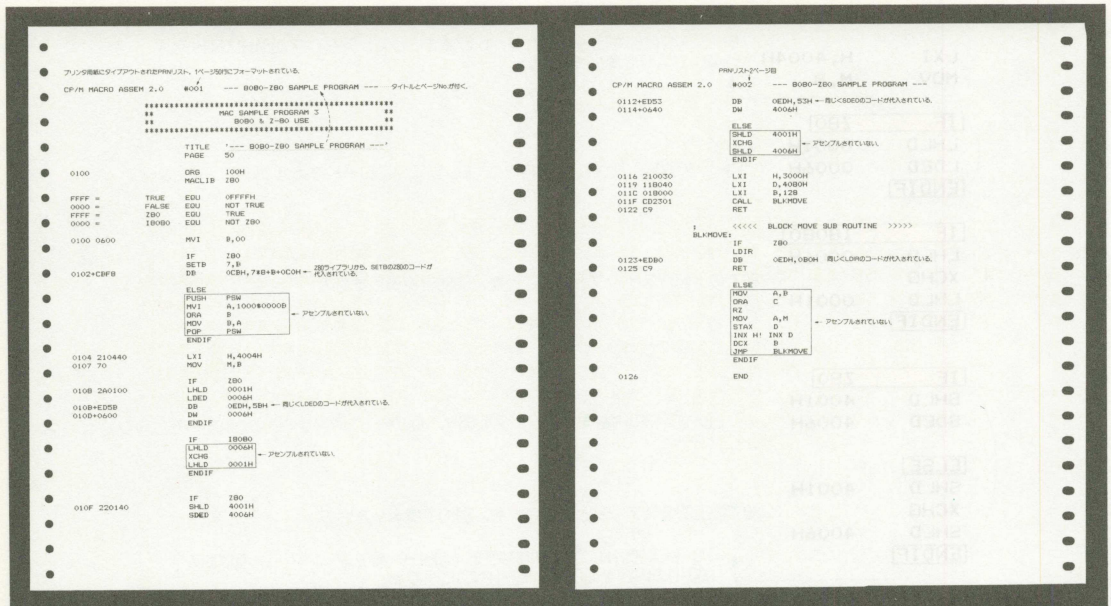 プリンタ用紙にタイプアウトされたPRNリスト、1ページ50行にフォーマットされている。
CP/M MACRO ASSEM 2.0 #001 --- 8080-Z80 SAMPLE PROGRAM --- タイトルとページNo.が付く。
MAC SAMPLE PROGRAM 3
8080 & Z-80 USE
TITLE '--- 8080-Z80 SAMPLE PROGRAM ---'
PAGE 50
0100 ORG 100H
MACLIB Z80
FFFF = TRUE EQU 0FFFFH
0000 = FALSE EQU NOT TRUE
FFFF = Z80 EQU TRUE
0000 = I8080 EQU NOT Z80
0100 0600 MVI B,00
IF Z80
SETB 7,B
0102+CBF8 DB 0CBH,7*8+B+0C0H ← Z80ライブラリから、SETBのZ80のコードが
代入されている。
ELSE
PUSH PSW
MVI A,1000$0000B
ORA B
MOV B,A
POP PSW
← アセンブルされていない。
ENDIF
0104 210440 LXI H,4004H
0107 70 MOV M,B
IF Z80
0108 2A0100 LHLD 0001H
LDED 0006H
010B+ED5B DB 0EDH,5BH ← 同じくLDEDのコードが代入されている。
010D+0600 DW 0006H
ENDIF
IF I8080
LHLD 0006H
XCHG
LHLD 0001H
← アセンブルされていない。
ENDIF
IF Z80
010F 220140 SHLD 4001H
SDED 4006H
PRNリスト2ページ目
CP/M MACRO ASSEM 2.0 #002 --- 8080-Z80 SAMPLE PROGRAM ---
0112+ED53 DB 0EDH,53H ← 同じくSDEDのコードが代入されている。
0114+0640 DW 4006H
ELSE
SHLD 4001H
XCHG
SHLD 4006H
← アセンブルされていない。
ENDIF
0116 210030 LXI H,3000H
0119 118040 LXI D,4080H
011C 018000 LXI B,128
011F CD2301 CALL BLKMOVE
0122 C9 RET
; <<<<< BLOCK MOVE SUB ROUTINE >>>>>
BLKMOVE:
IF Z80
LDIR
0123+EDB0 DB 0EDH,0B0H 同じくLDIRのコードが代入されている。
0125 C9 RET
ELSE
MOV A,B
ORA C
RZ
MOV A,M
STAX D
INX H! INX D
DCX B
JMP BLKMOVE
← アセンブルされていない。
ENDIF
0126 END